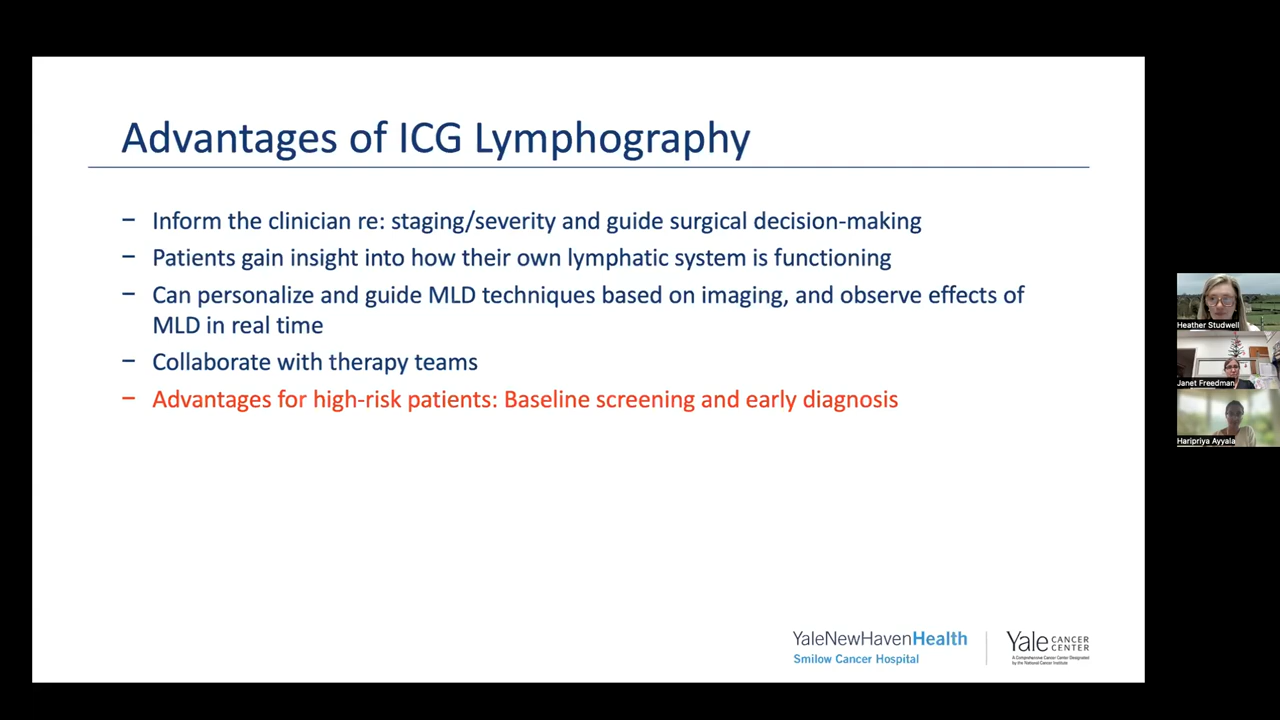 Advantages of ICG Lymphography
– Inform the clinician re: staging/severity and guide surgical decision-making
– Patients gain insight into how their own lymphatic system is functioning
– Can personalize and guide MLD techniques based on imaging, and observe effects of
MLD in real time
– Collaborate with therapy teams
– Advantages for high-risk patients: Baseline screening and early diagnosis
Heather Studwell
Janet Freedman
Haripriya Ayyala
YaleNewHavenHealth
Smilow Cancer Hospital
Yale CANCER
CENTER
A Comprehensive Cancer Center Designated
by the National Cancer Institute